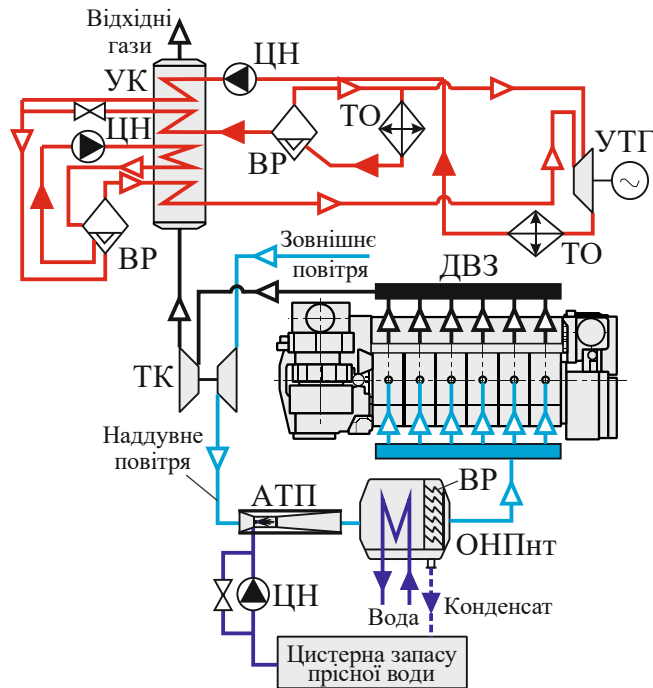 Відхідні
гази
УК
ЦН
ЦН
ТО
ВР
УТГ
ВР
ТО
Зовнішнє
повітря
ДВЗ
ТК
Наддувне
повітря
АТП
ВР
ОНПнт
ЦН
Вода
Конденсат
Цистерна запасу
прісної води